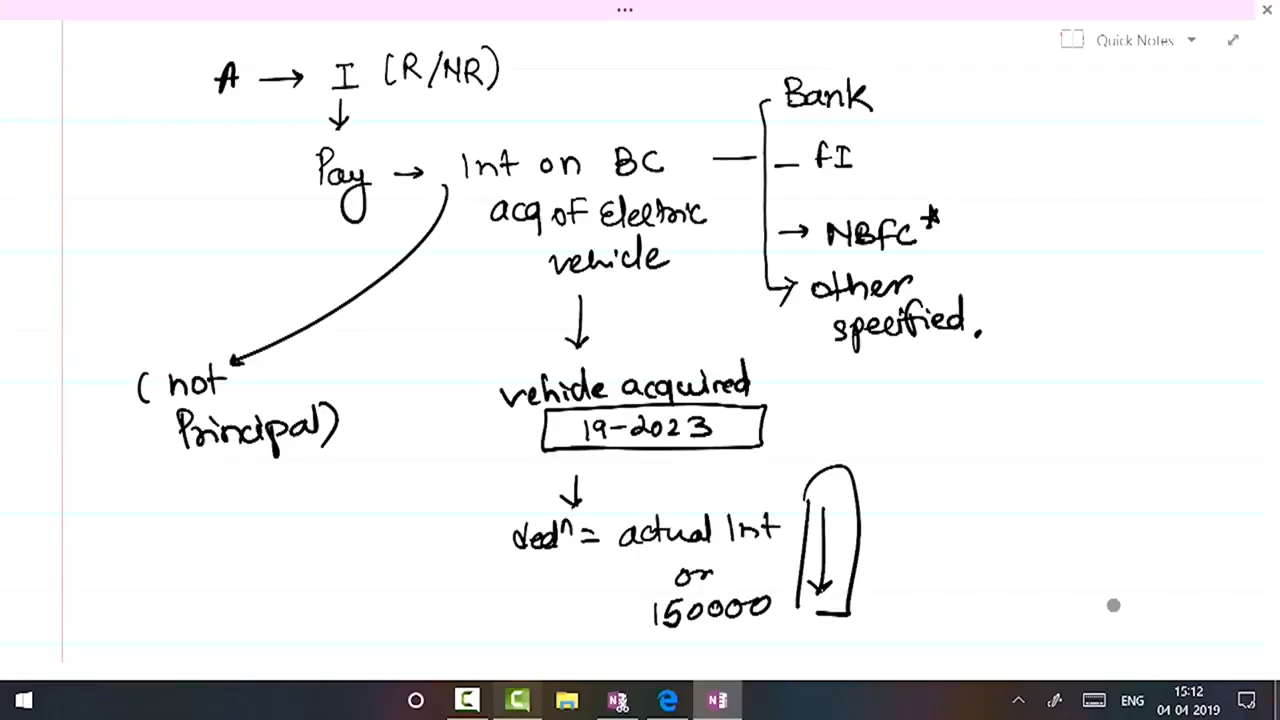 Quick Notes
A → I (R/NR)
Bank
Pay → Int on BC — – fI
acq of Electric
→ NBFC*
vehicle
other
specified.
(not
Principal)
vehicle acquired
19-2023
dedⁿ = actual Int
or
150000
ENG
15:12
04 04 2019